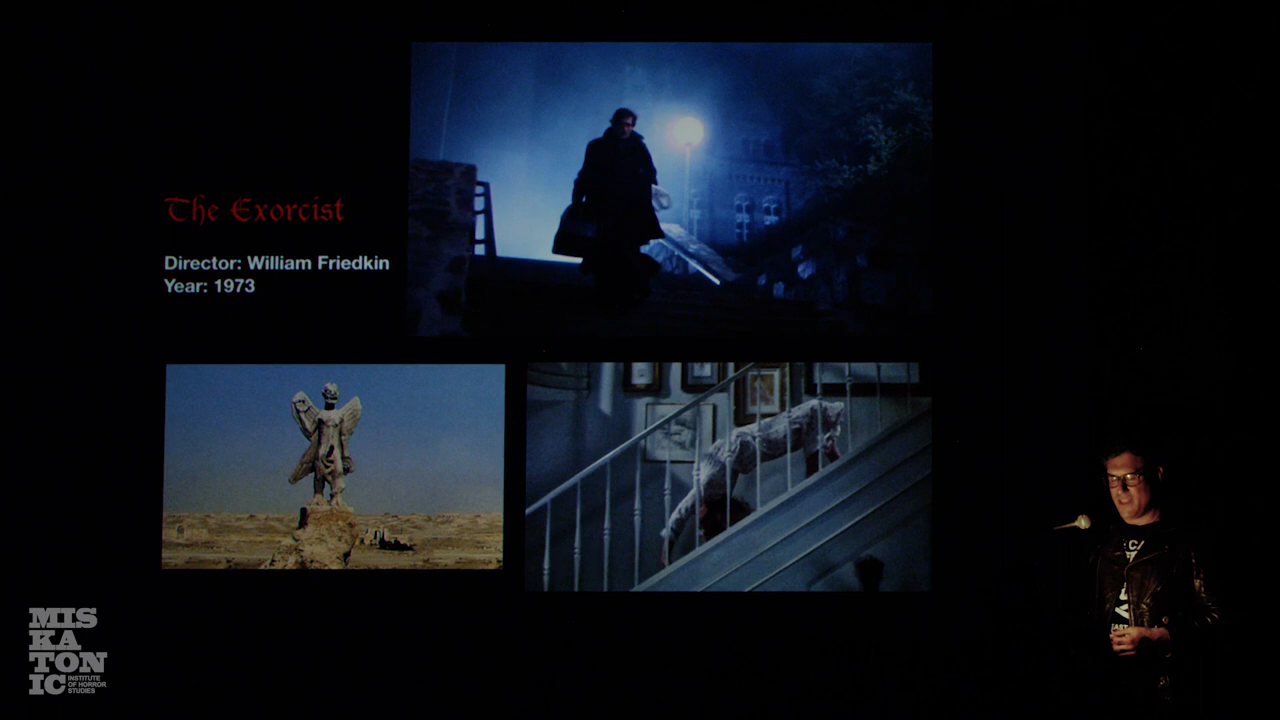 The Exorcist
Director: William Friedkin
Year: 1973
MIS
KA
TON
IC
INSTITUTE
OF HORROR
STUDIES